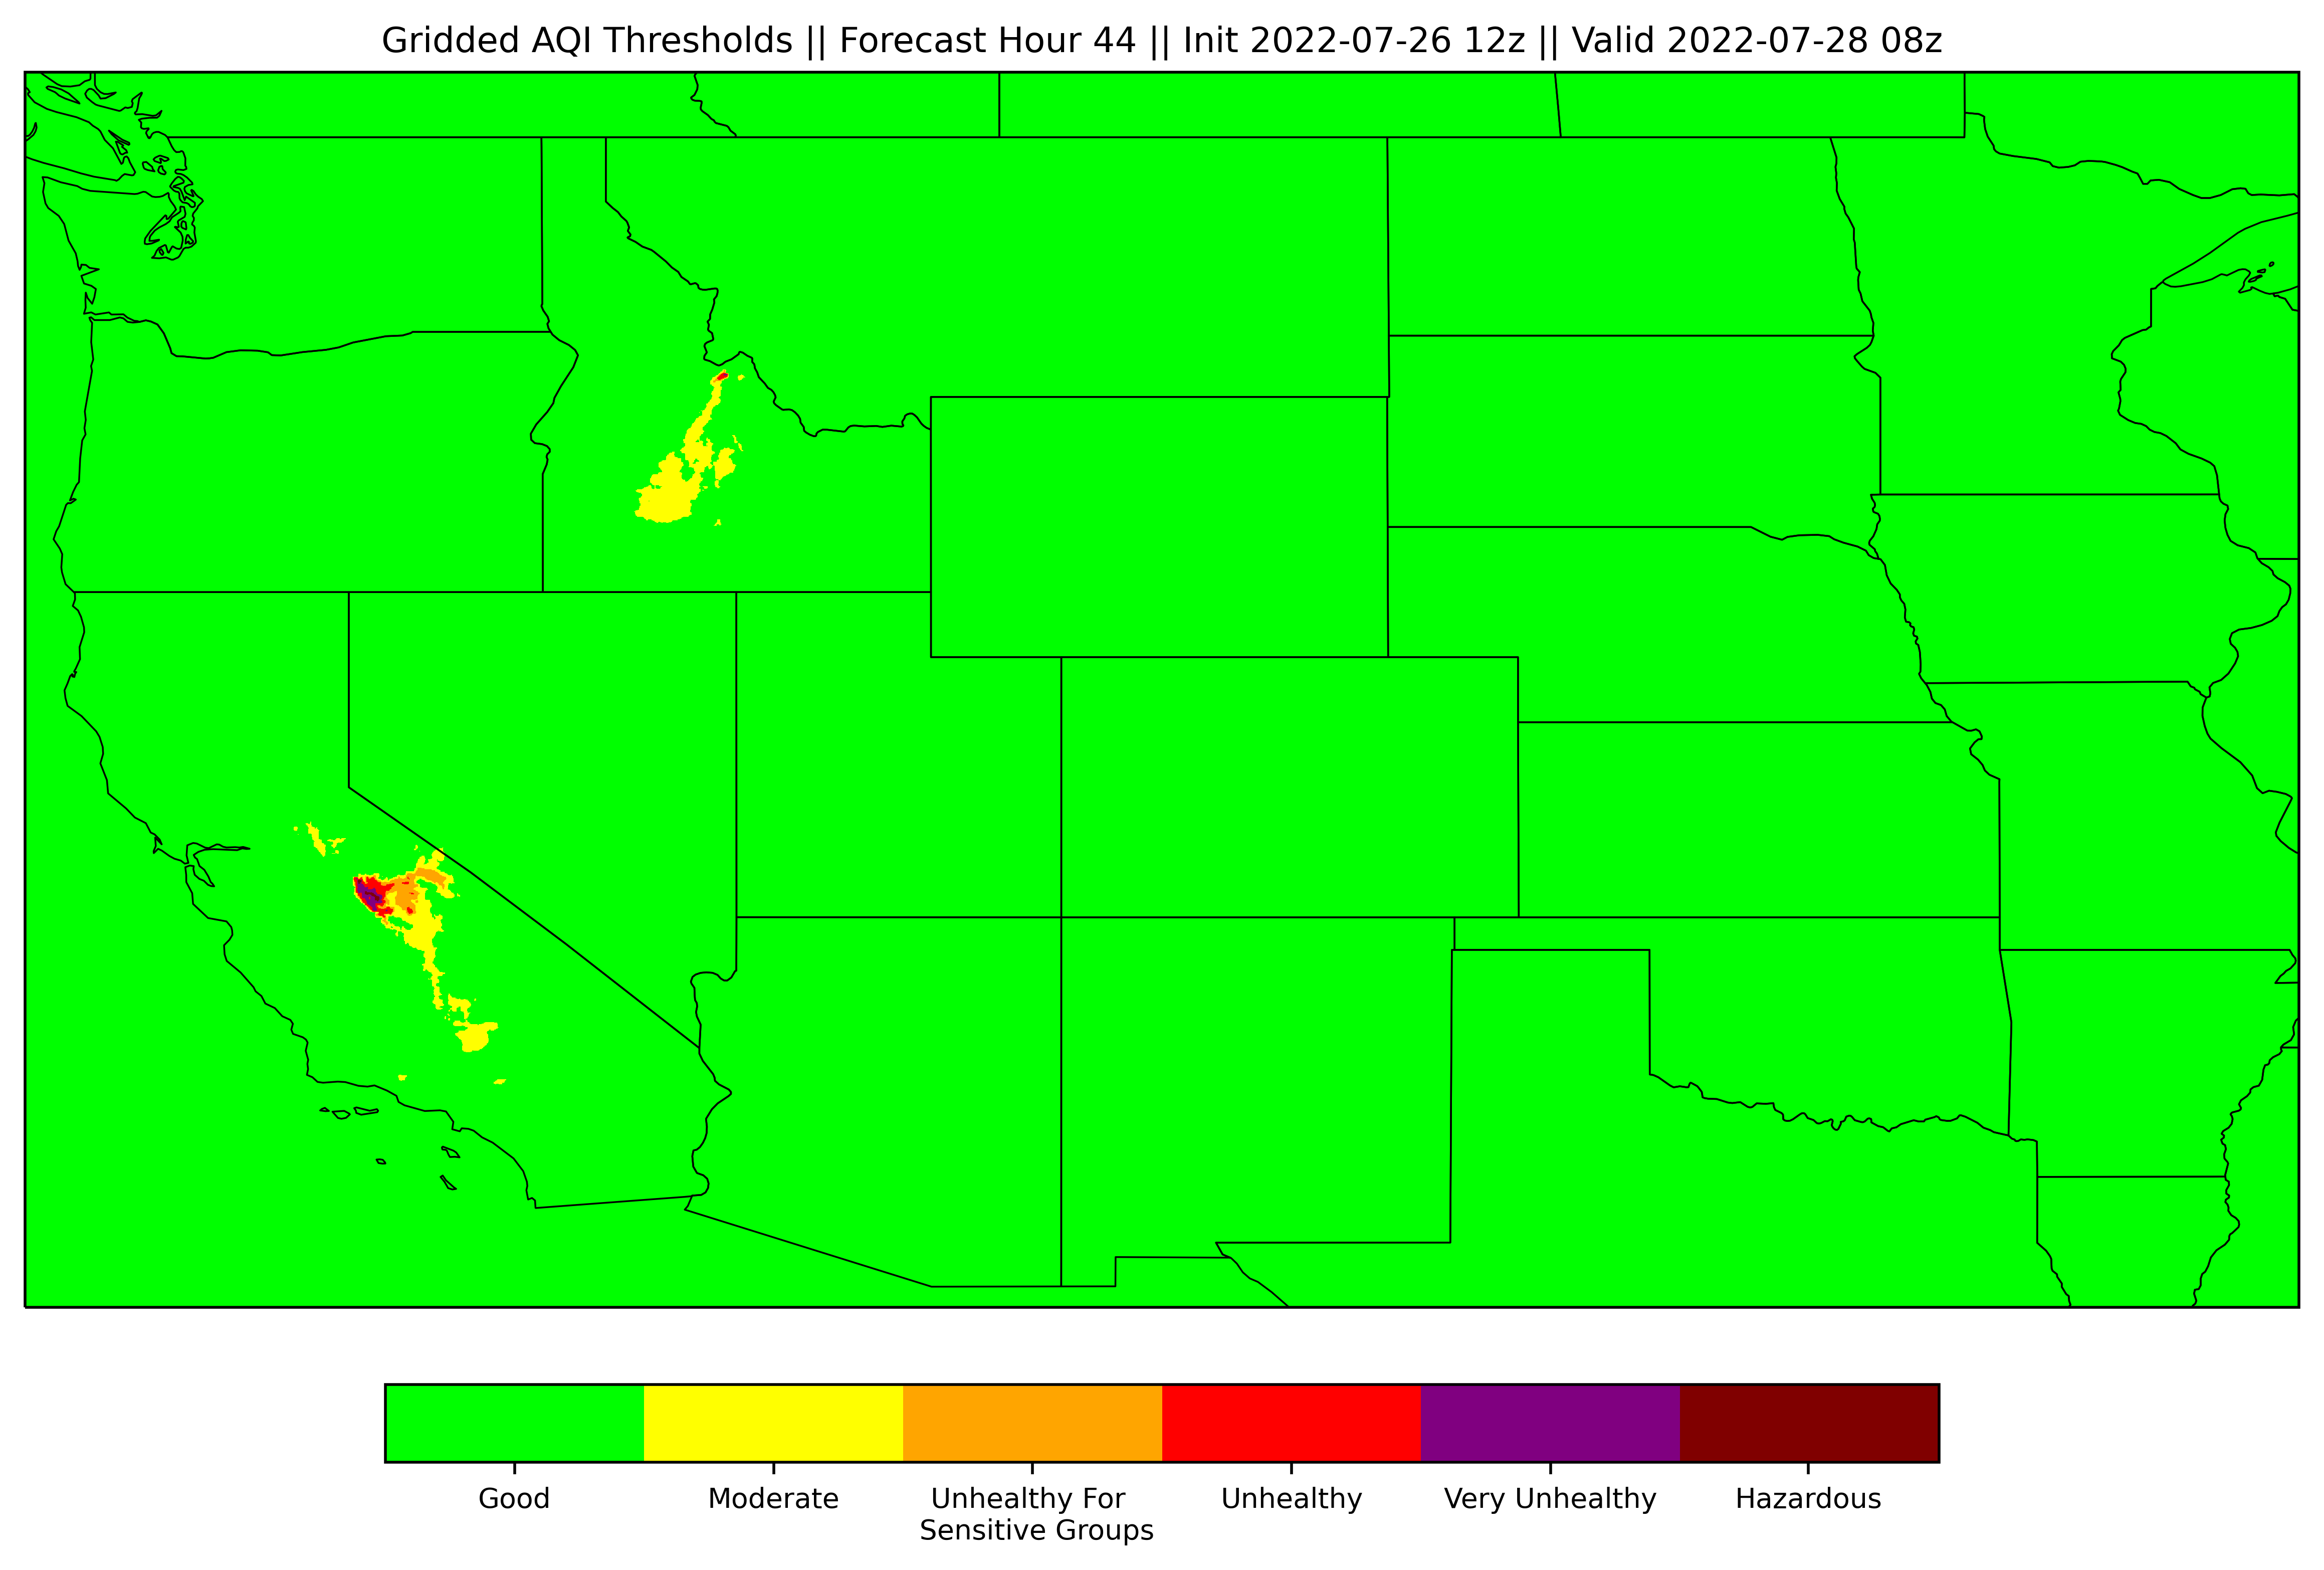 Gridded AQI Thresholds || Forecast Hour 44 || Init 2022-07-26 12z || Valid 2022-07-28 08z
Good
Moderate
Unhealthy For
Sensitive Groups
Unhealthy
Very Unhealthy
Hazardous